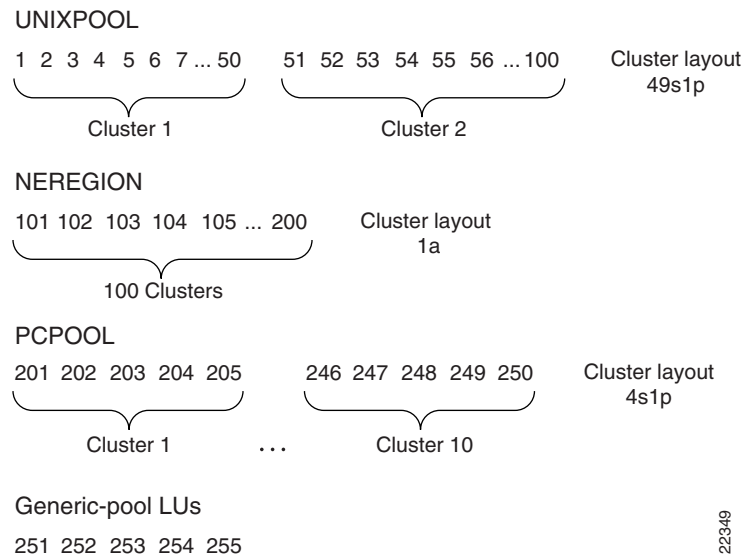 UNIXPOOL
1 2 3 4 5 6 7 ... 50 51 52 53 54 55 56 ... 100 Cluster layout
49s1p
Cluster 1 Cluster 2
NEREGION
101 102 103 104 105 ... 200 Cluster layout
1a
100 Clusters
PCPOOL
201 202 203 204 205 246 247 248 249 250 Cluster layout
4s1p
Cluster 1 ... Cluster 10
Generic-pool LUs
251 252 253 254 255
22349